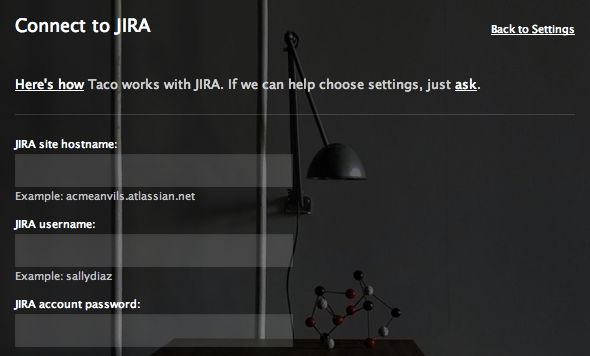 Connect to JIRA
Back to Settings
Here's how Taco works with JIRA. If we can help choose settings, just ask.
JIRA site hostname:
Example: acmeanvils.atlassian.net
JIRA username:
Example: sallydiaz
JIRA account password: